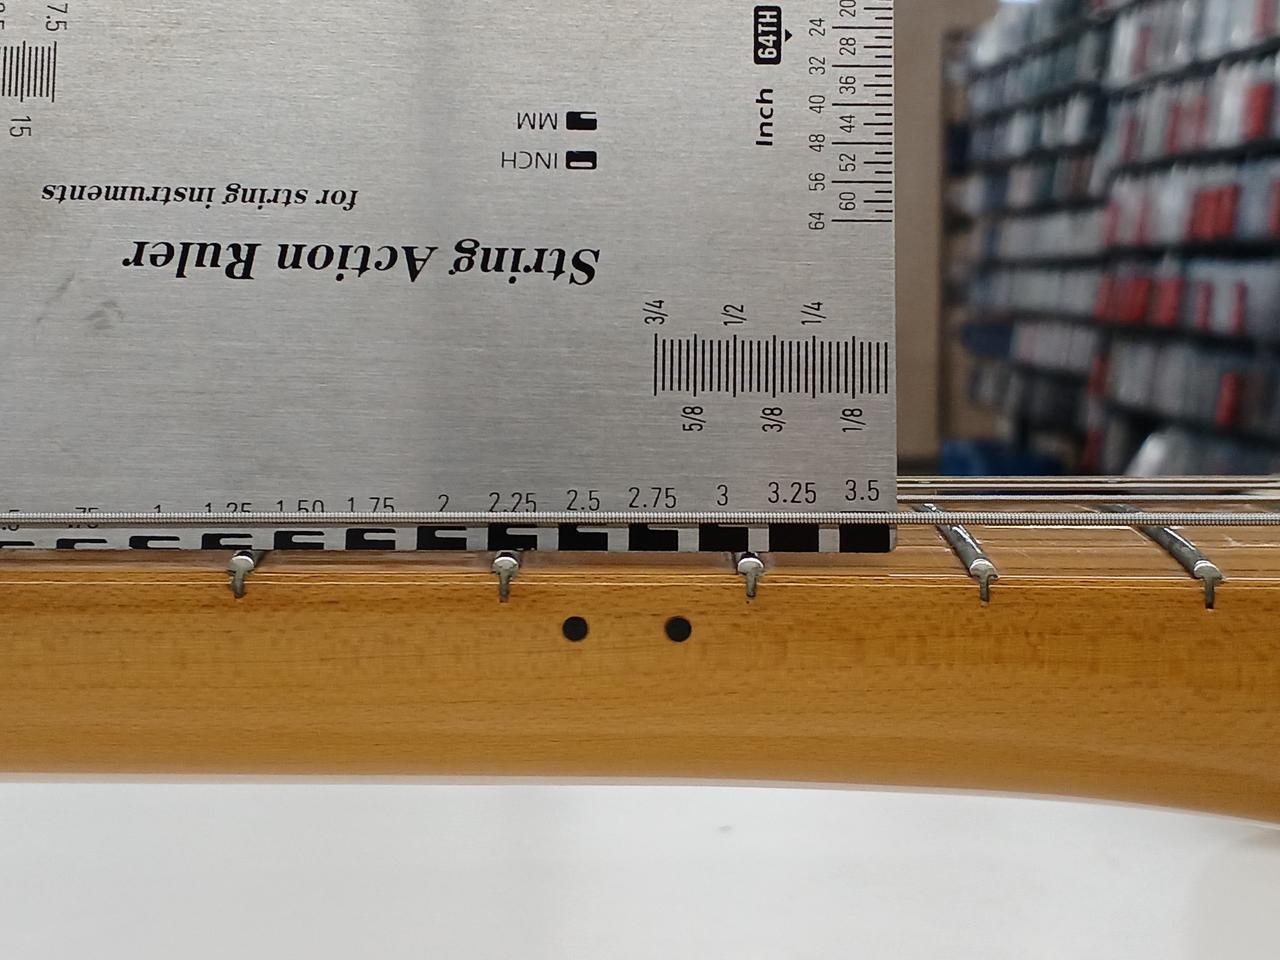 7.5
15
64TH
Inch
20
24
28
32
36
40
44
48
52
56
60
64
MM
INCH
for string instruments
String Action Ruler
3/4 1/2 1/4
5/8 3/8 1/8
.75 1 1.25 1.50 1.75 2 2.25 2.5 2.75 3 3.25 3.5